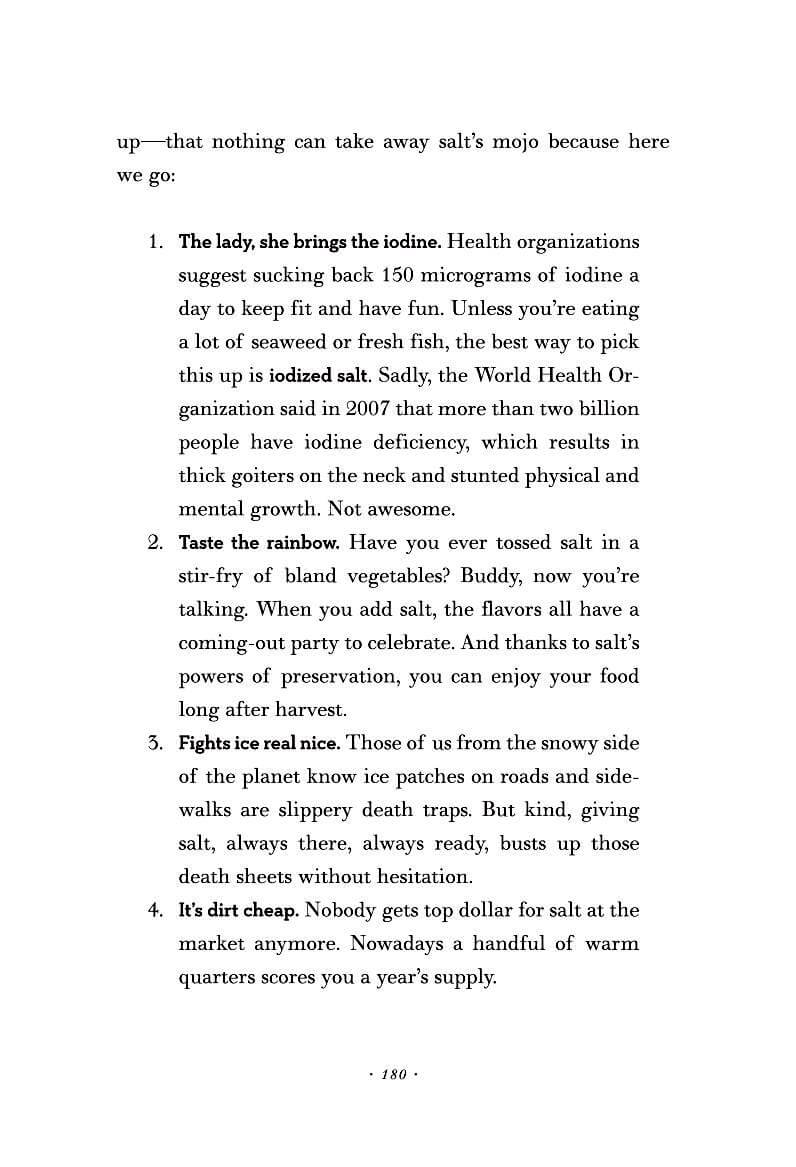 up—that nothing can take away salt’s mojo because here
we go:
1. The lady, she brings the iodine. Health organizations
suggest sucking back 150 micrograms of iodine a
day to keep fit and have fun. Unless you’re eating
a lot of seaweed or fresh fish, the best way to pick
this up is iodized salt. Sadly, the World Health Or-
ganization said in 2007 that more than two billion
people have iodine deficiency, which results in
thick goiters on the neck and stunted physical and
mental growth. Not awesome.
2. Taste the rainbow. Have you ever tossed salt in a
stir-fry of bland vegetables? Buddy, now you’re
talking. When you add salt, the flavors all have a
coming-out party to celebrate. And thanks to salt’s
powers of preservation, you can enjoy your food
long after harvest.
3. Fights ice real nice. Those of us from the snowy side
of the planet know ice patches on roads and side-
walks are slippery death traps. But kind, giving
salt, always there, always ready, busts up those
death sheets without hesitation.
4. It’s dirt cheap. Nobody gets top dollar for salt at the
market anymore. Nowadays a handful of warm
quarters scores you a year’s supply.
· 180 ·